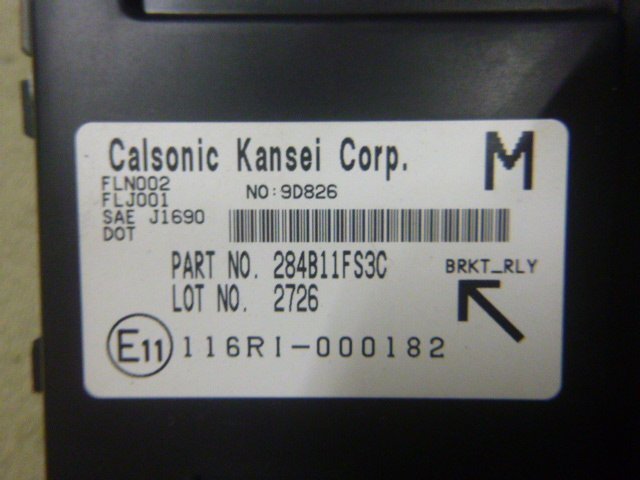 Calsonic Kansei Corp.
M
FLN002
NO:9D826
FLJ001
SAE J1690
DOT
PART NO. 284B11FS3C
BRKT_RLY
LOT NO. 2726
E11 116RI-000182